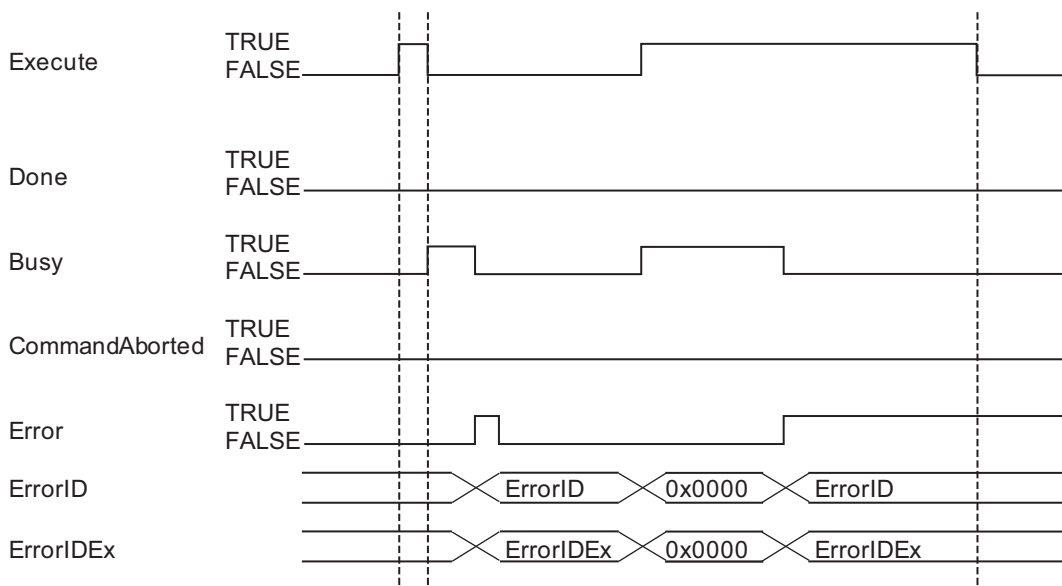 TRUE
Execute
FALSE
TRUE
Done
FALSE
TRUE
Busy
FALSE
TRUE
CommandAborted
FALSE
TRUE
Error
FALSE
ErrorID ErrorID 0x0000 ErrorID
ErrorIDEx ErrorIDEx 0x0000 ErrorIDEx